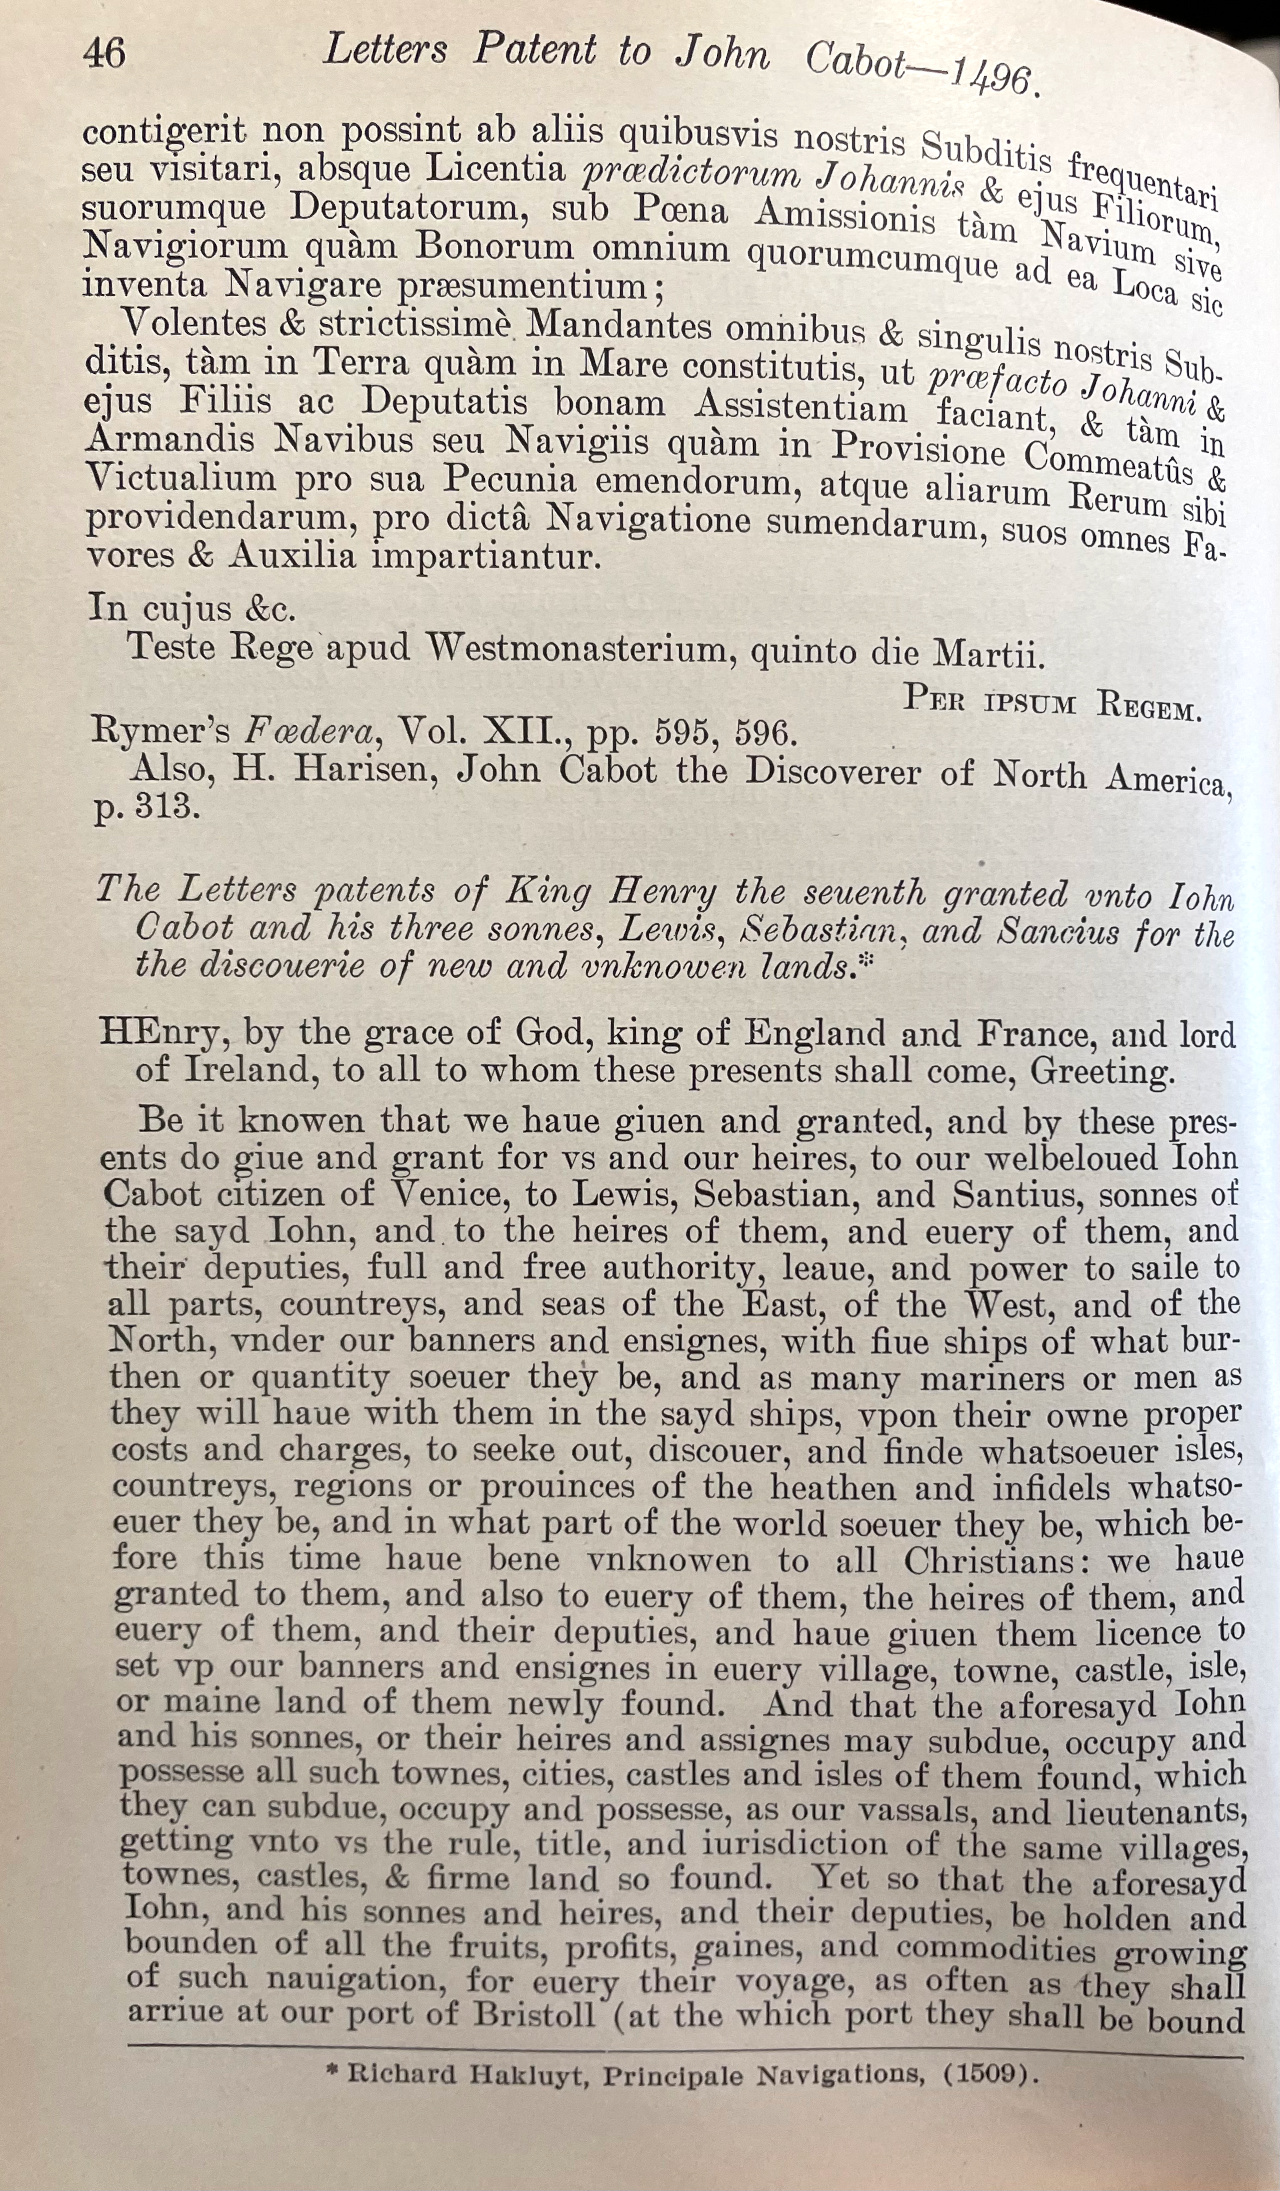 46 Letters Patent to John Cabot—1496.
contigerit non possint ab aliis quibusvis nostris Subditis frequentari
seu visitari, absque Licentia prædictorum Johannis & ejus Filiorum,
suorumque Deputatorum, sub Pœna Amissionis tàm Navium sive
Navigiorum quàm Bonorum omnium quorumcumque ad ea Loca sic
inventa Navigare præsumentium;
Volentes & strictissimè Mandantes omnibus & singulis nostris Sub-
ditis, tàm in Terra quàm in Mare constitutis, ut præfacto Johanni &
ejus Filiis ac Deputatis bonam Assistentiam faciant, & tàm in
Armandis Navibus seu Navigiis quàm in Provisione Commeatûs &
Victualium pro sua Pecunia emendorum, atque aliarum Rerum sibi
providendarum, pro dictâ Navigatione sumendarum, suos omnes Fa-
vores & Auxilia impartiantur.
In cujus &c.
Teste Rege apud Westmonasterium, quinto die Martii.
PER IPSUM REGEM.
Rymer's Fœdera, Vol. XII., pp. 595, 596.
Also, H. Harisen, John Cabot the Discoverer of North America,
p. 313.
The Letters patents of King Henry the seuenth granted vnto Iohn
Cabot and his three sonnes, Lewis, Sebastian, and Sancius for the
the discouerie of new and vnknowen lands.*
HEnry, by the grace of God, king of England and France, and lord
of Ireland, to all to whom these presents shall come, Greeting.
Be it knowen that we haue giuen and granted, and by these pres-
ents do giue and grant for vs and our heires, to our welbeloued Iohn
Cabot citizen of Venice, to Lewis, Sebastian, and Santius, sonnes of
the sayd Iohn, and to the heires of them, and euery of them, and
their deputies, full and free authority, leaue, and power to saile to
all parts, countreys, and seas of the East, of the West, and of the
North, vnder our banners and ensignes, with fiue ships of what bur-
then or quantity soeuer they be, and as many mariners or men as
they will haue with them in the sayd ships, vpon their owne proper
costs and charges, to seeke out, discouer, and finde whatsoeuer isles,
countreys, regions or prouinces of the heathen and infidels whatso-
euer they be, and in what part of the world soeuer they be, which be-
fore this time haue bene vnknowen to all Christians: we haue
granted to them, and also to euery of them, the heires of them, and
euery of them, and their deputies, and haue giuen them licence to
set vp our banners and ensignes in euery village, towne, castle, isle,
or maine land of them newly found. And that the aforesayd Iohn
and his sonnes, or their heires and assignes may subdue, occupy and
possesse all such townes, cities, castles and isles of them found, which
they can subdue, occupy and possesse, as our vassals, and lieutenants,
getting vnto vs the rule, title, and iurisdiction of the same villages,
townes, castles, & firme land so found. Yet so that the aforesayd
Iohn, and his sonnes and heires, and their deputies, be holden and
bounden of all the fruits, profits, gaines, and commodities growing
of such nauigation, for euery their voyage, as often as they shall
arriue at our port of Bristoll (at the which port they shall be bound
* Richard Hakluyt, Principale Navigations, (1509).